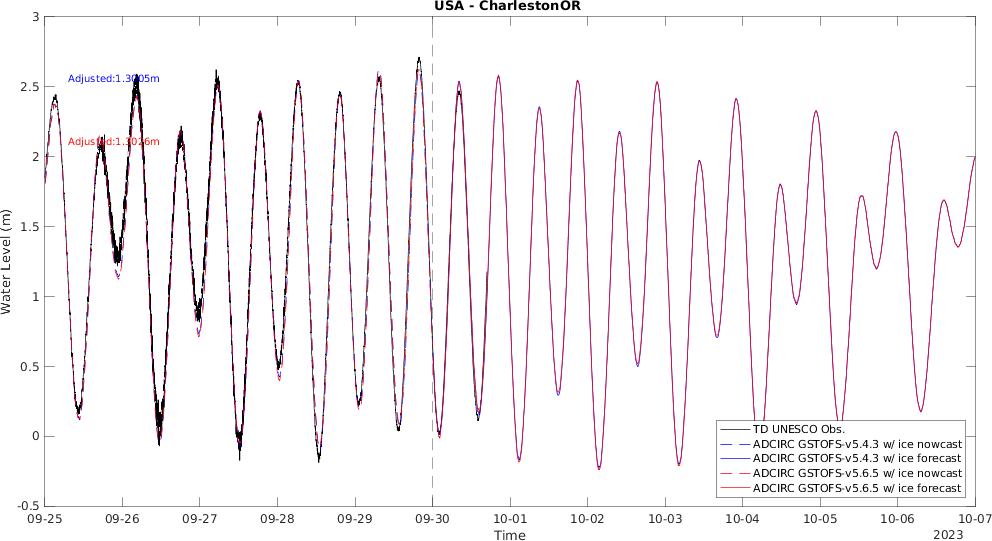 USA - CharlestonOR
3
2.5
2
1.5
1
0.5
0
-0.5
Water Level (m)
Adjusted:1.3005m
Adjusted:1.3026m
TD UNESCO Obs.
ADCIRC GSTOFS-v5.4.3 w/ ice nowcast
ADCIRC GSTOFS-v5.4.3 w/ ice forecast
ADCIRC GSTOFS-v5.6.5 w/ ice nowcast
ADCIRC GSTOFS-v5.6.5 w/ ice forecast
09-25 09-26 09-27 09-28 09-29 09-30 10-01 10-02 10-03 10-04 10-05 10-06 10-07
Time
2023